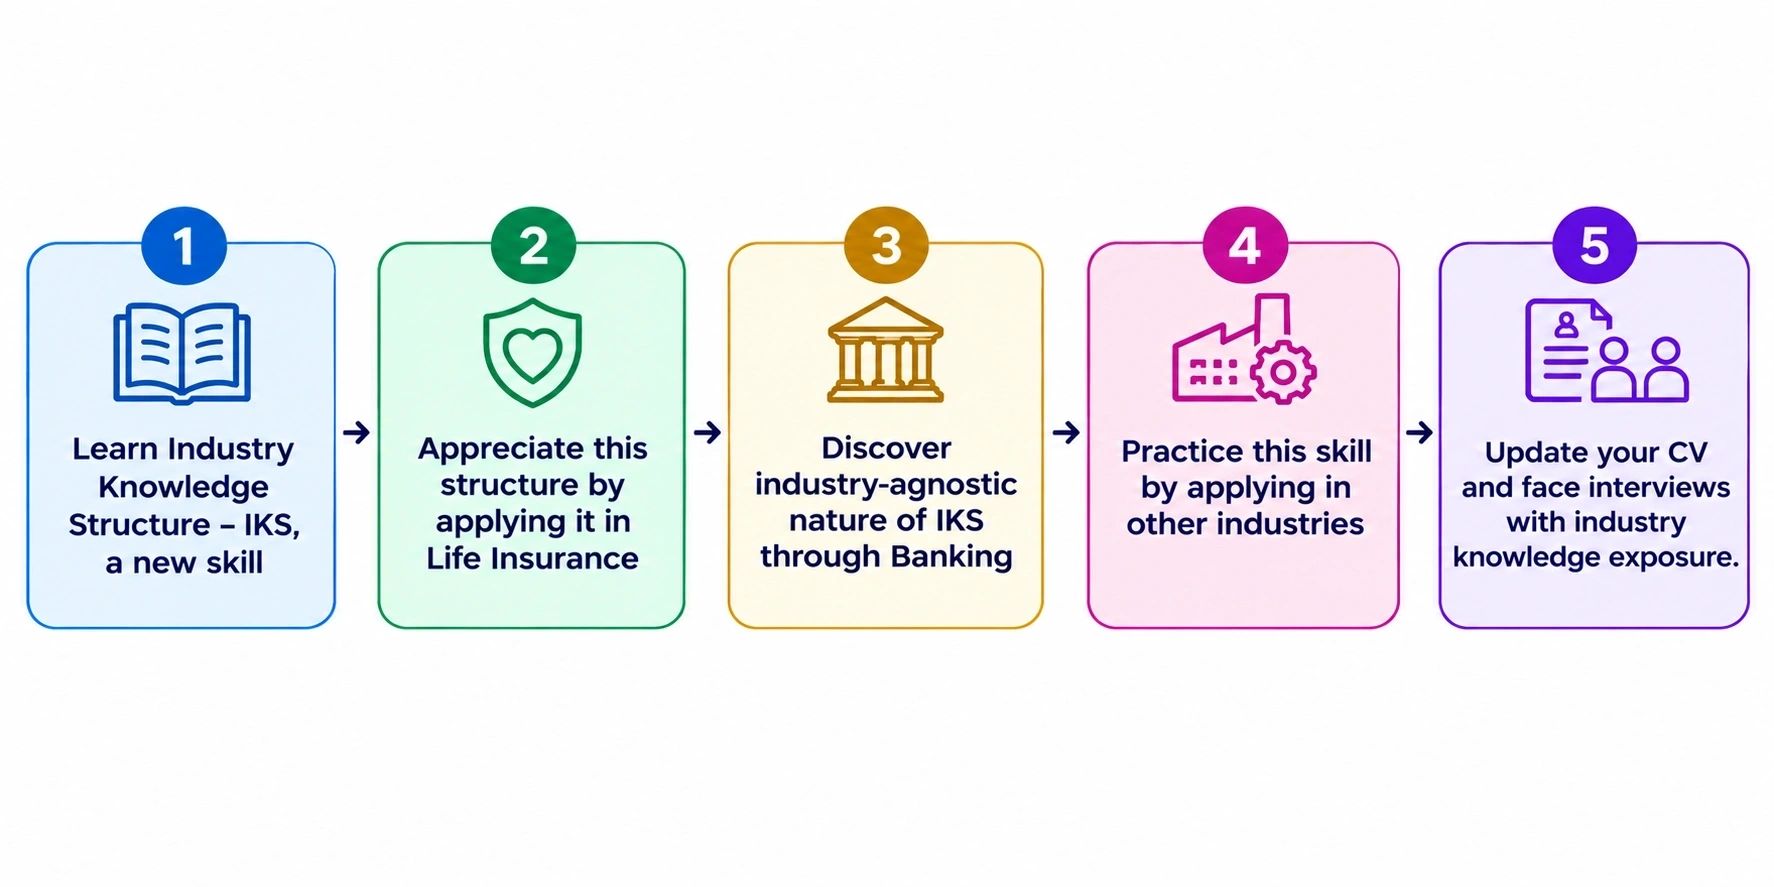 1
Learn Industry
Knowledge
Structure – IKS,
a new skill
2
Appreciate this
structure by
applying it in
Life Insurance
3
Discover
industry-agnostic
nature of IKS
through Banking
4
Practice this skill
by applying in
other industries
5
Update your CV
and face interviews
with industry
knowledge exposure.